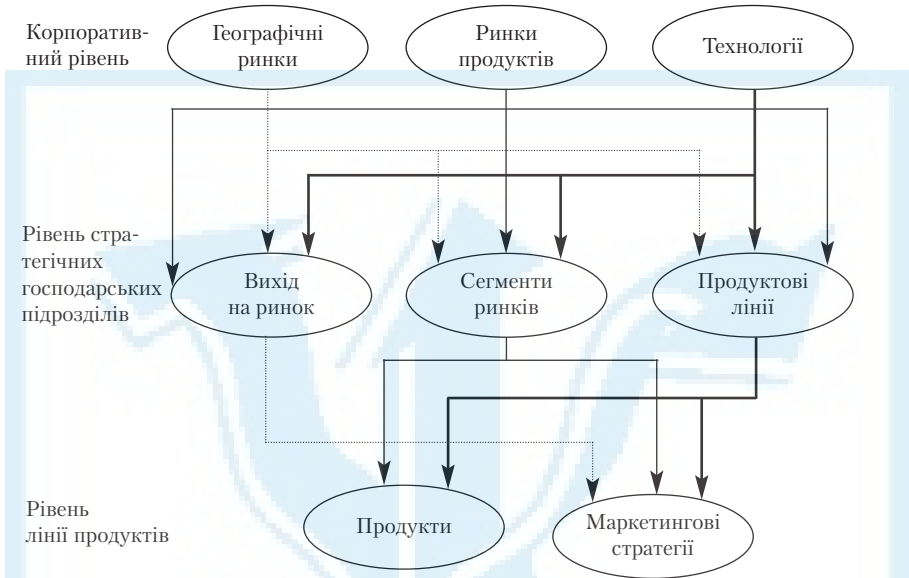 Корпоратив-
ний рівень
Географічні
ринки
Ринки
продуктів
Технології
Рівень стра-
тегічних
господарських
підрозділів
Вихід
на ринок
Сегменти
ринків
Продуктові
лінії
Рівень
лінії продуктів
Продукти
Маркетингові
стратегії